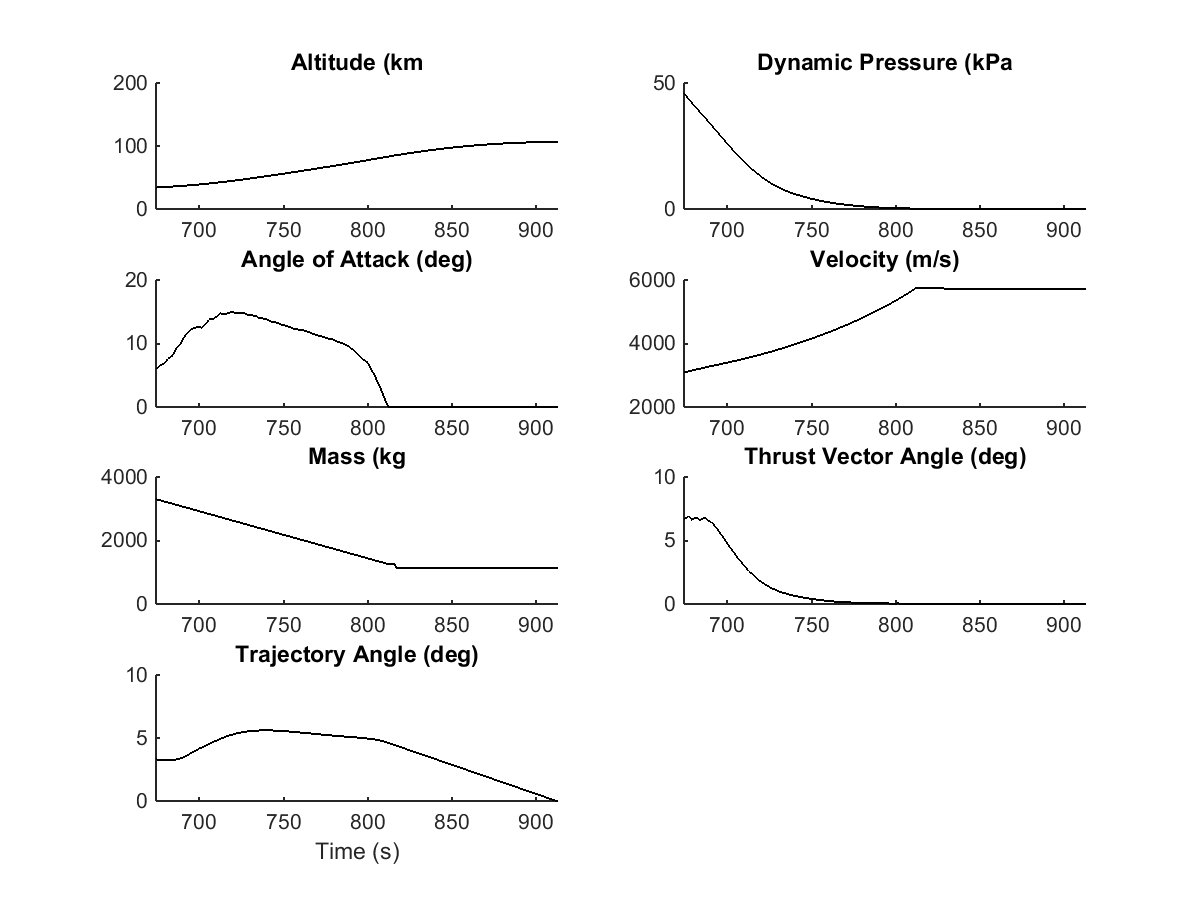 Altitude (km
200
100
0
700 750 800 850 900
Dynamic Pressure (kPa
50
0
700 750 800 850 900
Angle of Attack (deg)
20
10
0
700 750 800 850 900
Velocity (m/s)
6000
4000
2000
700 750 800 850 900
Mass (kg
4000
2000
0
700 750 800 850 900
Thrust Vector Angle (deg)
10
5
0
700 750 800 850 900
Trajectory Angle (deg)
10
5
0
700 750 800 850 900
Time (s)